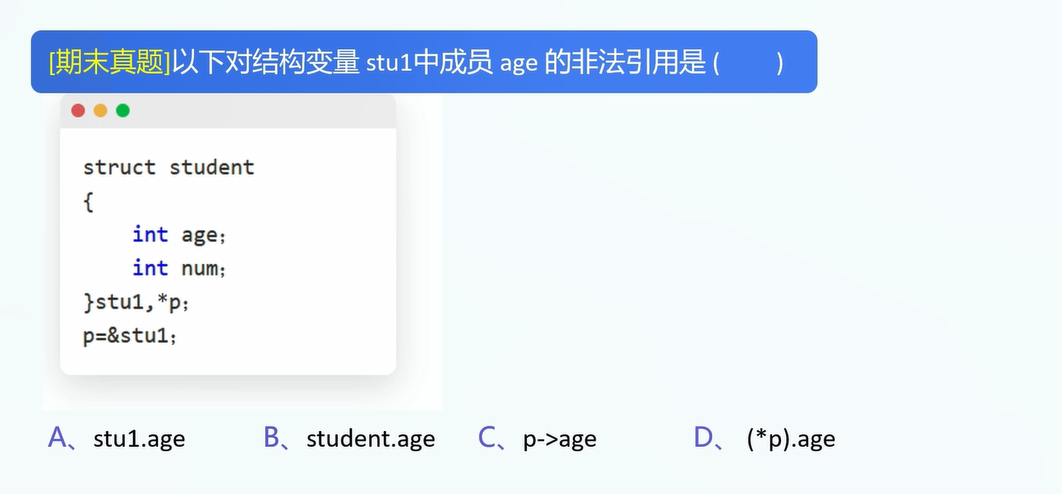 [期末真题]以下对结构变量 stu1中成员 age 的非法引用是 (      )
struct student
{
    int age;
    int num;
}stu1,*p;
p=&stu1;
A、stu1.age    B、student.age    C、p->age    D、(*p).age